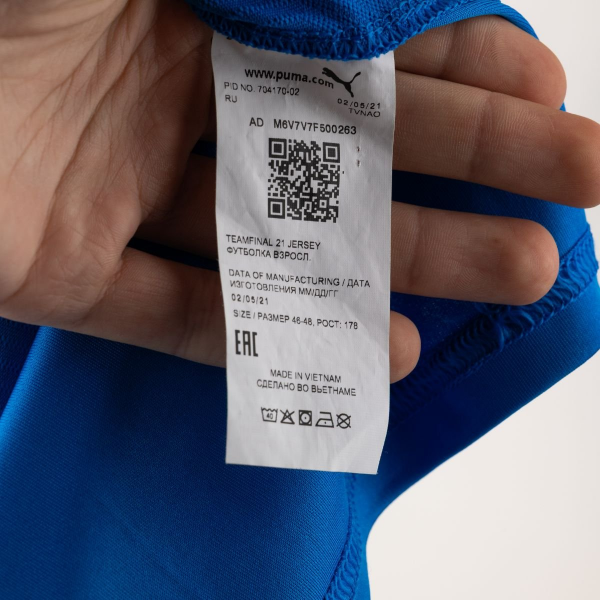 www.puma.com
PID NO. 704170-02
RU
02/05/21
TVNAO
AD M6V7V7F500263
TEAMFINAL 21 JERSEY
ФУТБОЛКА ВЗРОСЛ.
DATA OF MANUFACTURING / ДАТА
ИЗГОТОВЛЕНИЯ ММ/ДД/ГГ
02/05/21
SIZE / РАЗМЕР 46-48, РОСТ: 178
EAC
MADE IN VIETNAM
СДЕЛАНО ВО ВЬЕТНАМЕ
40